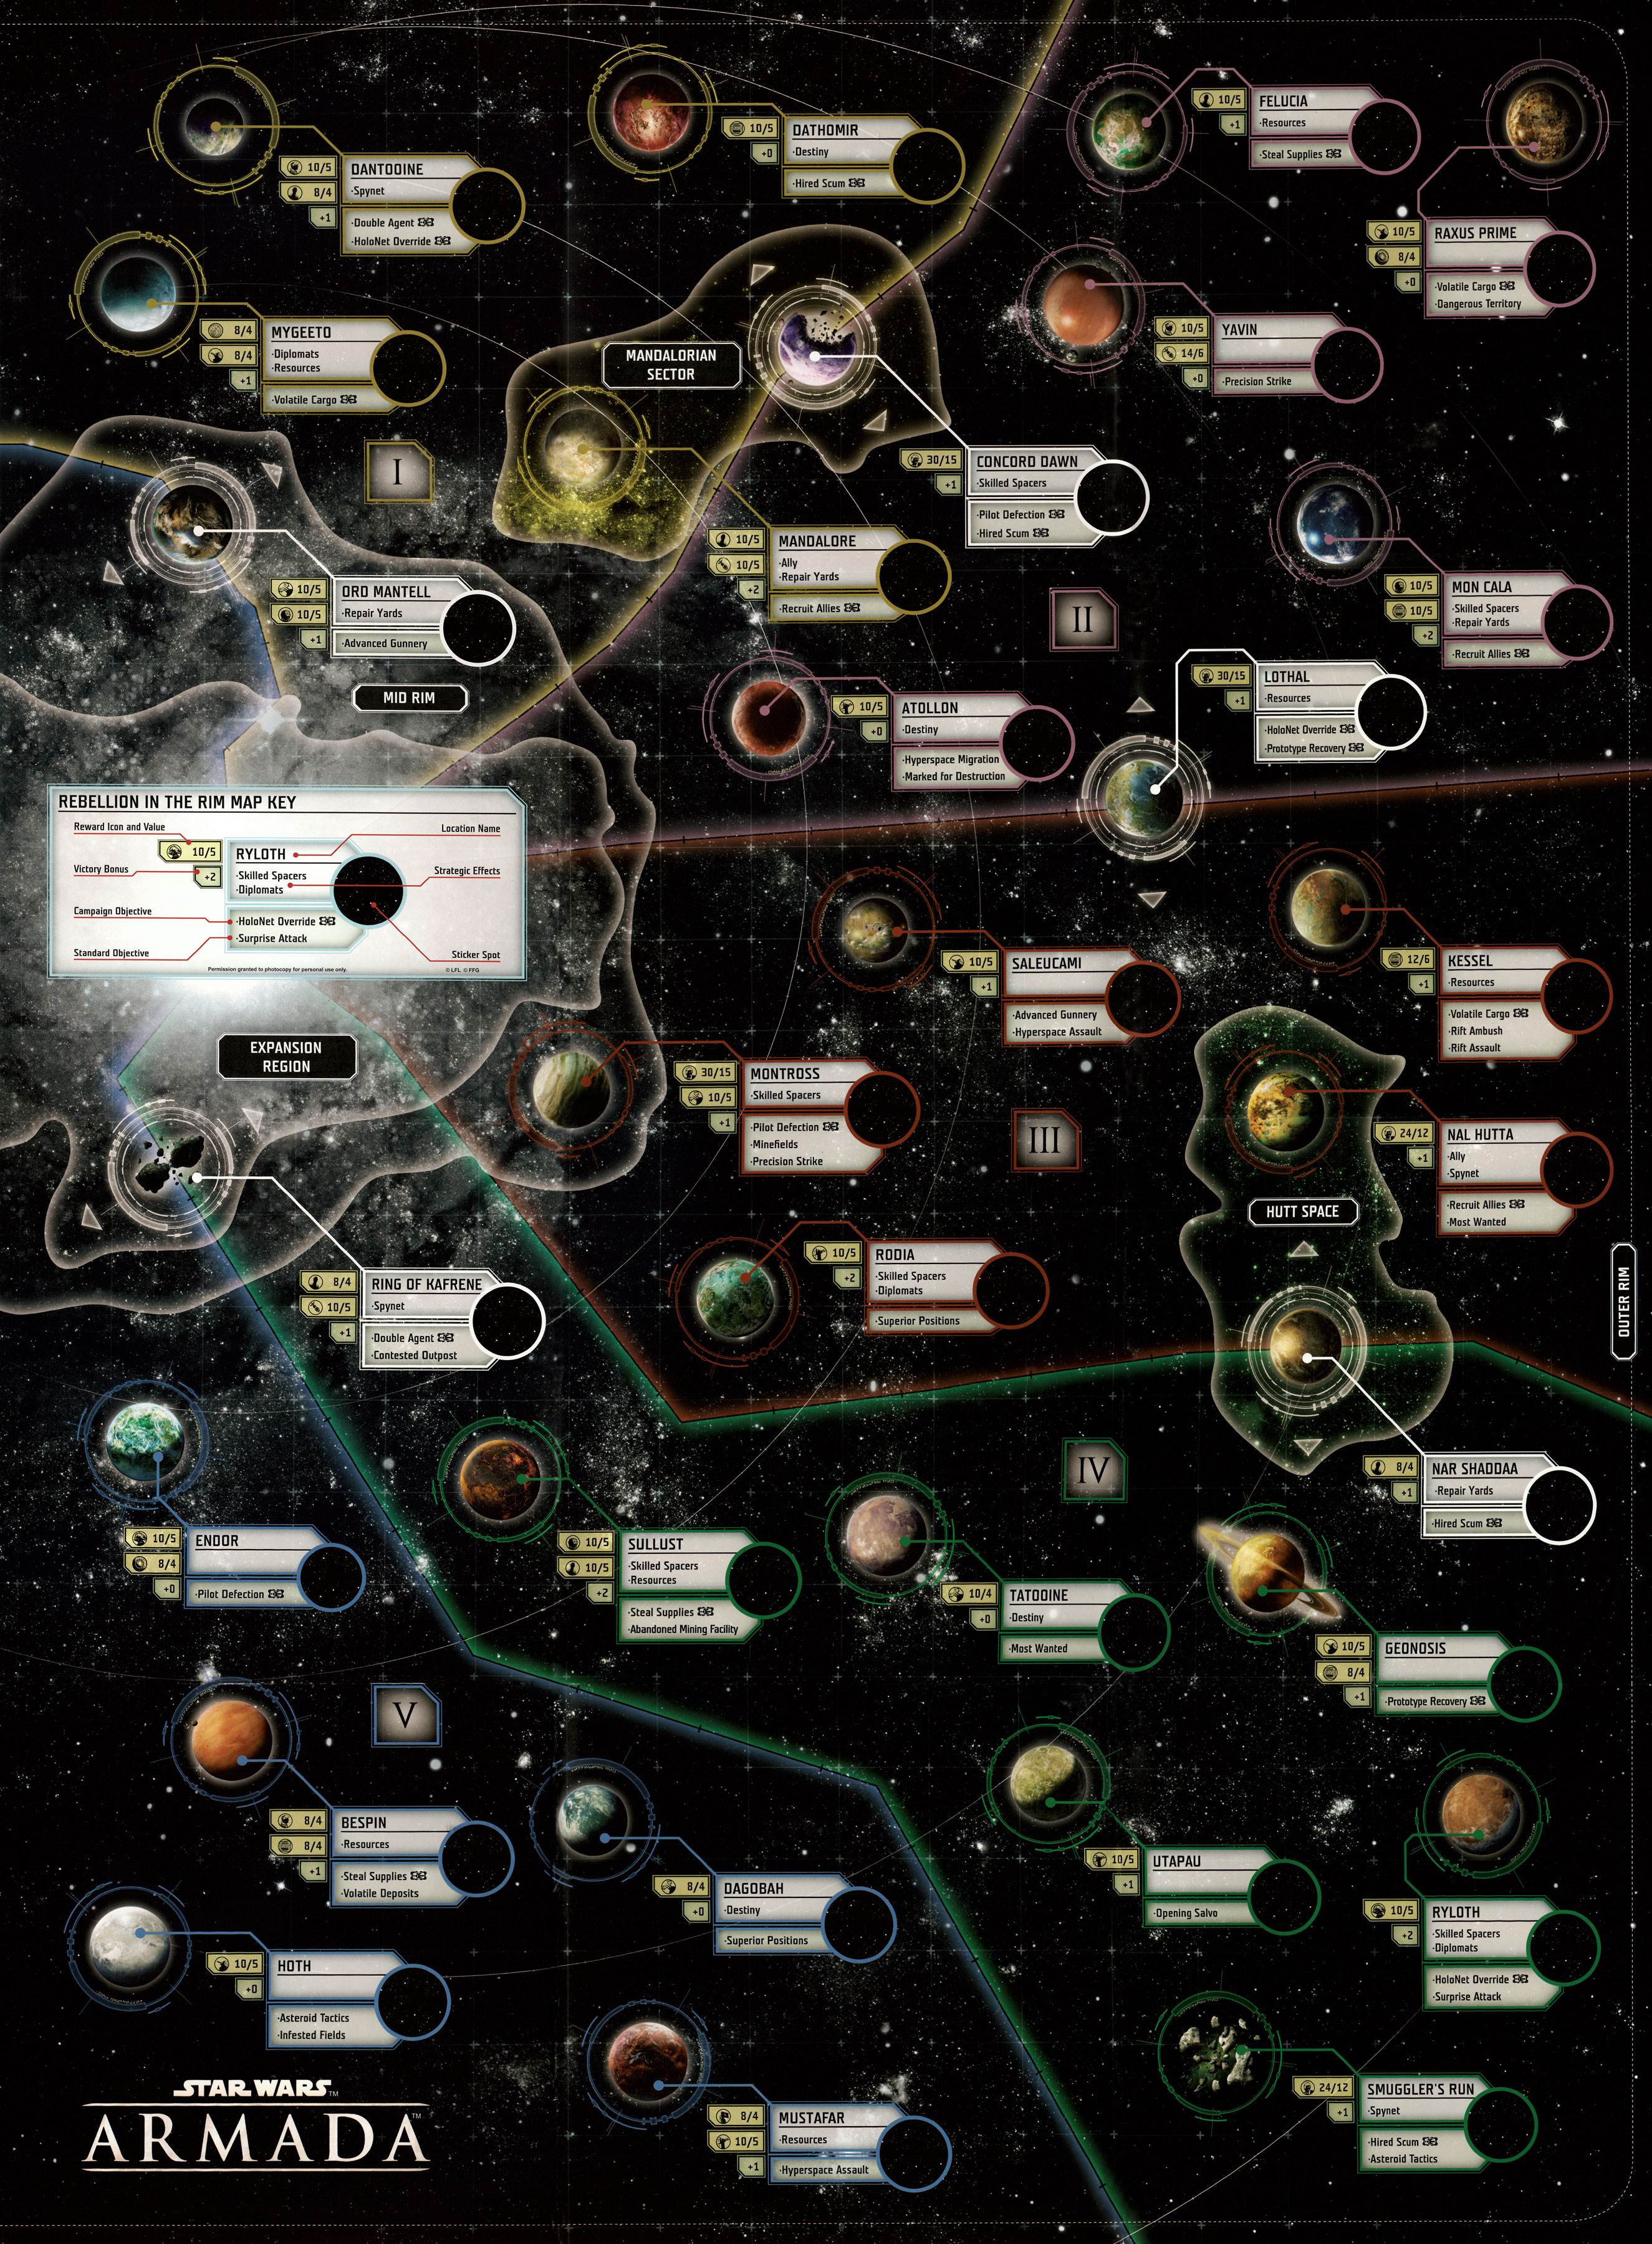 DANTOOINE
10/5
8/4
+1
·Spynet
·Double Agent
·HoloNet Override
DATHOMIR
10/5
+0
·Destiny
·Hired Scum
FELUCIA
10/5
+1
·Resources
·Steal Supplies
RAXUS PRIME
10/5
8/4
+0
·Volatile Cargo
·Dangerous Territory
MYGEETO
8/4
8/4
+1
·Diplomats
·Resources
·Volatile Cargo
MANDALORIAN
SECTOR
YAVIN
10/5
14/6
+0
·Precision Strike
I
CONCORD DAWN
30/15
+1
·Skilled Spacers
·Pilot Defection
·Hired Scum
MANDALORE
10/5
10/5
+2
·Ally
·Repair Yards
·Recruit Allies
ORD MANTELL
10/5
10/5
+1
·Repair Yards
·Advanced Gunnery
II
MON CALA
10/5
10/5
+2
·Skilled Spacers
·Repair Yards
·Recruit Allies
MID RIM
ATOLLON
10/5
+0
·Destiny
·Hyperspace Migration
·Marked for Destruction
LOTHAL
30/15
+1
·Resources
·HoloNet Override
·Prototype Recovery
REBELLION IN THE RIM MAP KEY
Reward Icon and Value
Location Name
10/5
RYLOTH
Victory Bonus
+2
·Skilled Spacers
·Diplomats
Strategic Effects
Campaign Objective
·HoloNet Override
·Surprise Attack
Standard Objective
Sticker Spot
Permission granted to photocopy for personal use only.
© LFL © FFG
SALEUCAMI
10/5
+1
·Advanced Gunnery
·Hyperspace Assault
KESSEL
12/6
+1
·Resources
·Volatile Cargo
·Rift Ambush
·Rift Assault
EXPANSION
REGION
MONTROSS
30/15
10/5
+1
·Skilled Spacers
·Pilot Defection
·Minefields
·Precision Strike
III
NAL HUTTA
24/12
+1
·Ally
·Spynet
·Recruit Allies
·Most Wanted
HUTT SPACE
OUTER RIM
RING OF KAFRENE
8/4
10/5
+1
·Spynet
·Double Agent
·Contested Outpost
RODIA
10/5
+2
·Skilled Spacers
·Diplomats
·Superior Positions
NAR SHADDAA
8/4
+1
·Repair Yards
·Hired Scum
ENDOR
10/5
8/4
+0
·Pilot Defection
SULLUST
10/5
10/5
+2
·Skilled Spacers
·Resources
·Steal Supplies
·Abandoned Mining Facility
IV
TATOOINE
10/4
+0
·Destiny
·Most Wanted
GEONOSIS
10/5
8/4
+1
·Prototype Recovery
V
BESPIN
8/4
8/4
+1
·Resources
·Steal Supplies
·Volatile Deposits
DAGOBAH
8/4
+0
·Destiny
·Superior Positions
UTAPAU
10/5
+1
·Opening Salvo
RYLOTH
10/5
+2
·Skilled Spacers
·Diplomats
·HoloNet Override
·Surprise Attack
HOTH
10/5
+0
·Asteroid Tactics
·Infested Fields
SMUGGLER'S RUN
24/12
+1
·Spynet
·Hired Scum
·Asteroid Tactics
MUSTAFAR
8/4
10/5
+1
·Resources
·Hyperspace Assault
STAR WARS™
ARMADA™